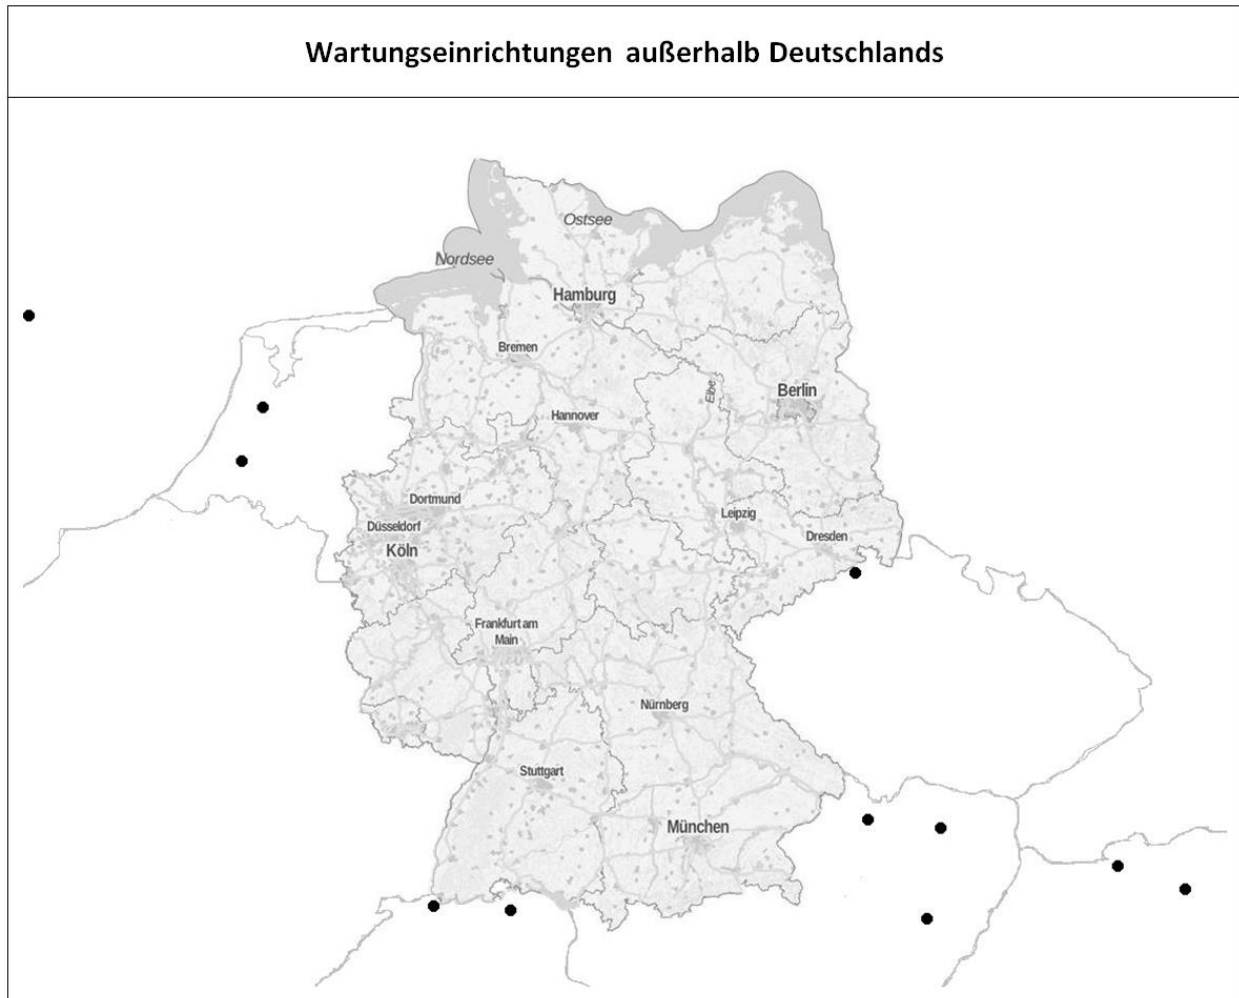 Wartungseinrichtungen außerhalb Deutschlands
Ostsee
Nordsee
Hamburg
Bremen
Berlin
Elbe
Hannover
Dortmund
Leipzig
Düsseldorf
Dresden
Köln
Frankfurt am
Main
Nürnberg
Stuttgart
München